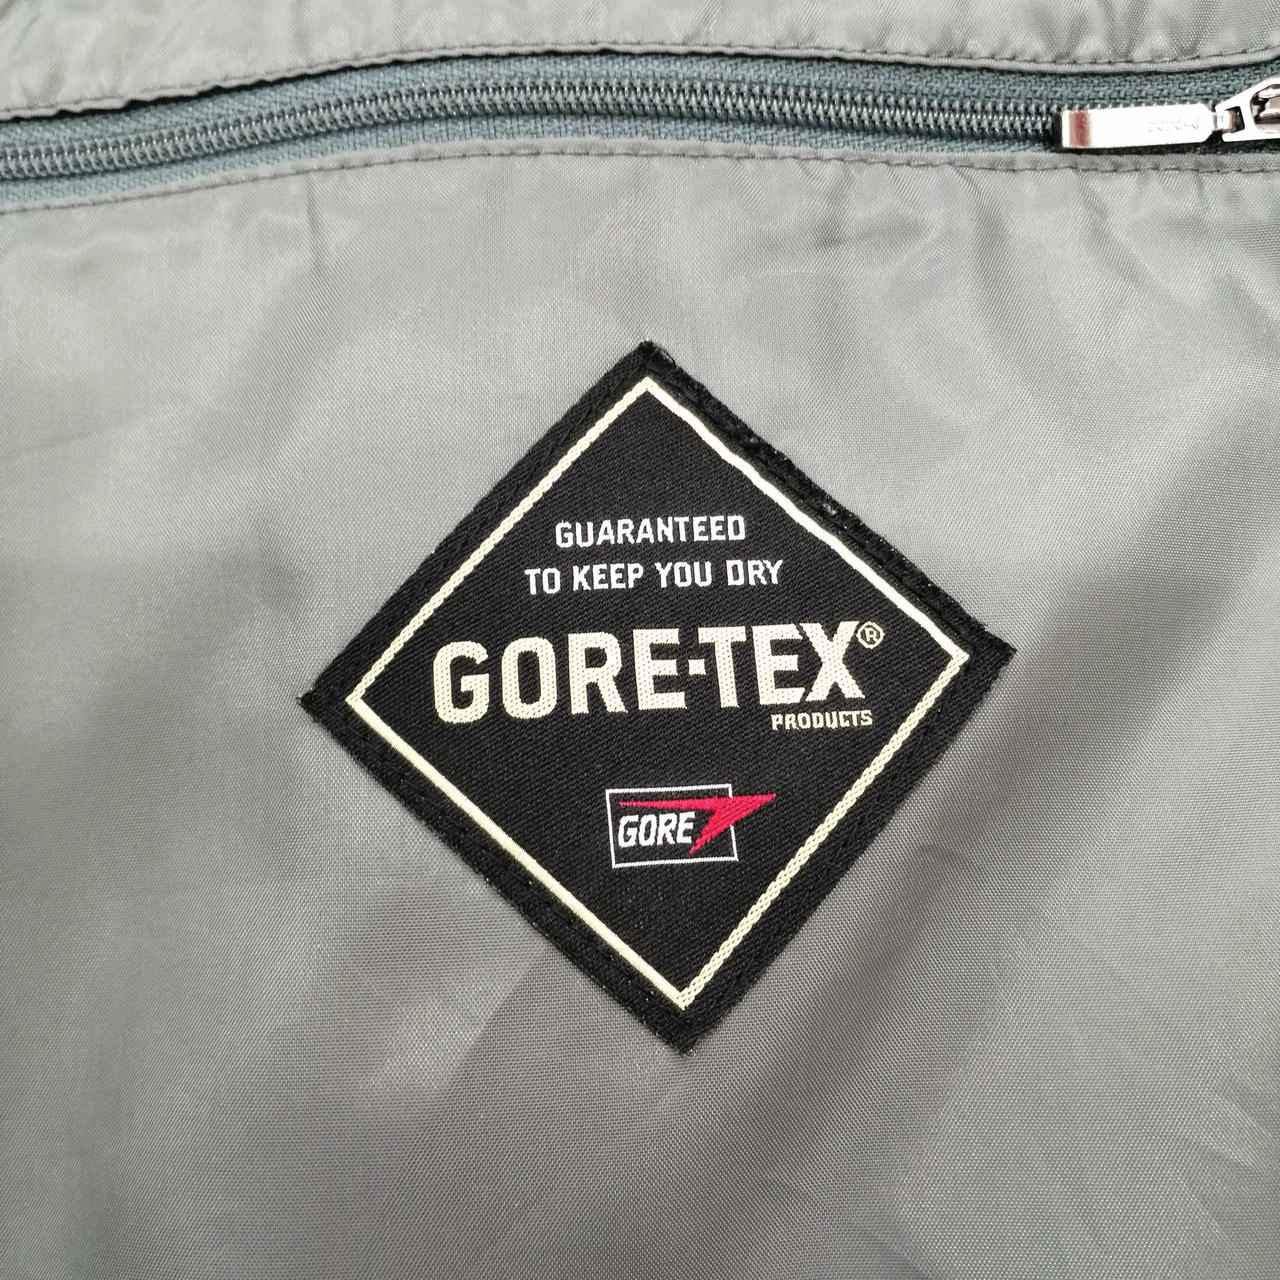 GUARANTEED
TO KEEP YOU DRY
GORE-TEX®
PRODUCTS
GORE